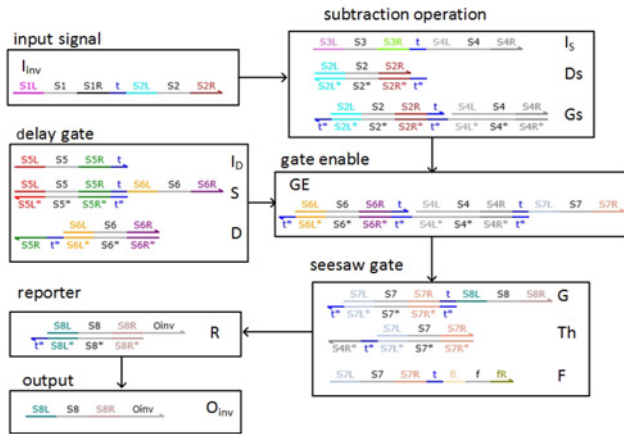 input signal
I_inv
S1L S1 S1R t S2L S2 S2R
subtraction operation
S3L S3 S3R t S4L S4 S4R I_S
S2L S2 S2R Ds
S2L* S2* S2R* t*
S2L S2 S2R t S4L S4 S4R Gs
t* S2L* S2* S2R* t* S4L* S4* S4R*
delay gate
S5L S5 S5R t I_D
S5L S5 S5R t S6L S6 S6R S
S5L* S5* S5R* t*
S6L S6 S6R D
S5R t* S6L* S6* S6R*
gate enable
GE
S6L S6 S6R t S4L S4 S4R t S7L S7 S7R
t* S6L* S6* S6R* t* S4L* S4* S4R* t*
seesaw gate
S7L S7 S7R t S8L S8 S8R G
t* S7L* S7* S7R* t*
S7L S7 S7R Th
S4R* t* S7L* S7* S7R*
S7L S7 S7R t fL f fR F
reporter
S8L S8 S8R Oinv R
t* S8L* S8* S8R*
output
S8L S8 S8R Oinv O_inv